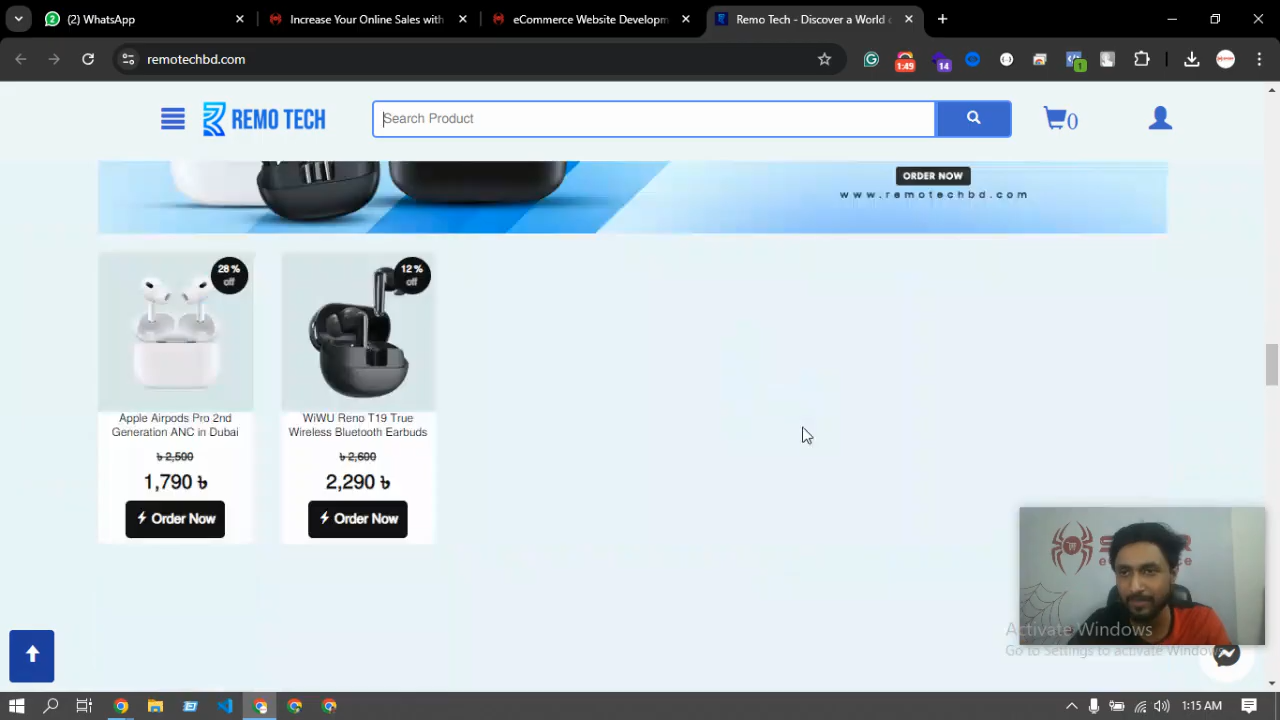 (2) WhatsApp
Increase Your Online Sales with
eCommerce Website Developm
Remo Tech - Discover a World o
remotechbd.com
1:49
14
1
REMO TECH
Search Product
0
ORDER NOW
www.remotechbd.com
28 %
off
12 %
off
Apple Airpods Pro 2nd
Generation ANC in Dubai
৳ 2,500
1,790 ৳
Order Now
WiWU Reno T19 True
Wireless Bluetooth Earbuds
৳ 2,600
2,290 ৳
Order Now
Activate Windows
Go to Settings to activate Windows.
1:15 AM